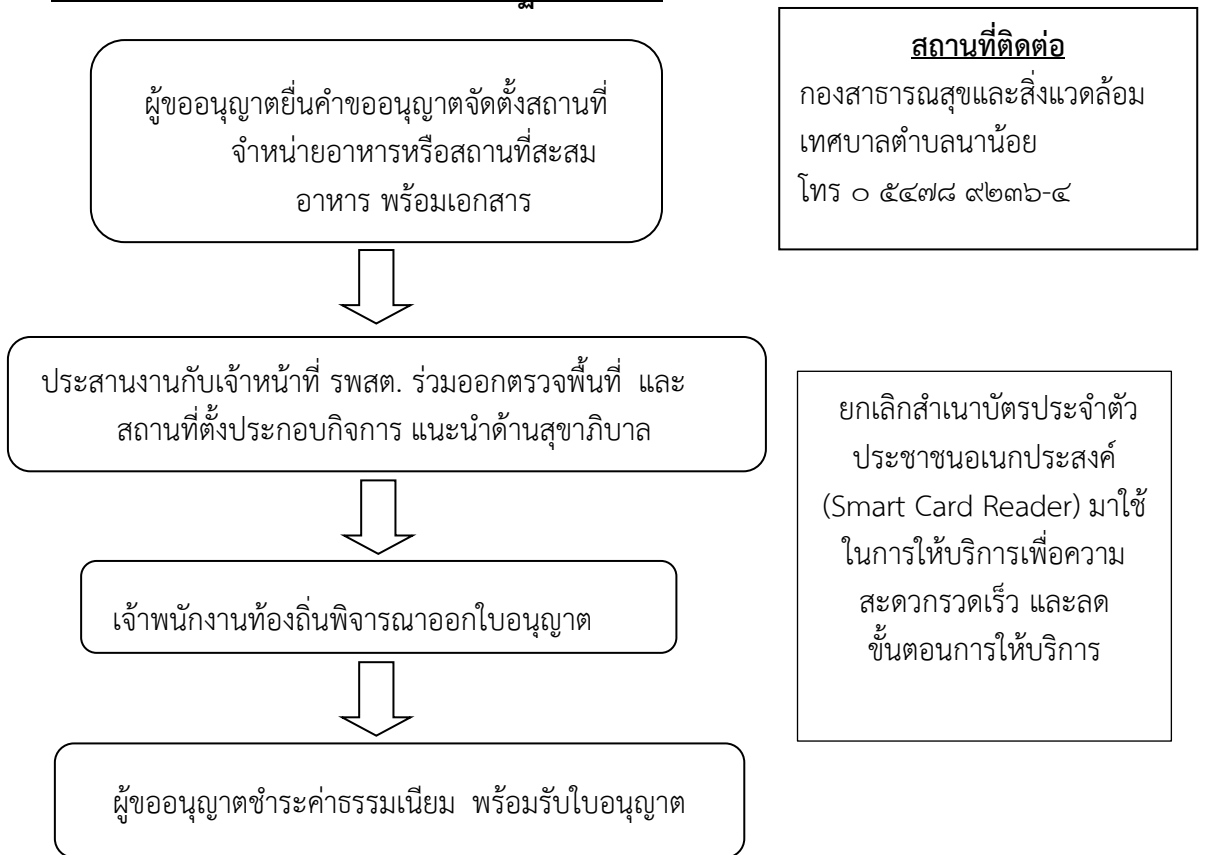 ผู้ขออนุญาตยื่นคำขออนุญาตจัดตั้งสถานที่
จำหน่ายอาหารหรือสถานที่สะสม
อาหาร พร้อมเอกสาร
สถานที่ติดต่อ
กองสาธารณสุขและสิ่งแวดล้อม
เทศบาลตำบลนาน้อย
โทร ๐ ๕๔๗๘ ๙๒๓๖-๔
ประสานงานกับเจ้าหน้าที่ รพสต. ร่วมออกตรวจพื้นที่ และ
สถานที่ตั้งประกอบกิจการ แนะนำด้านสุขาภิบาล
ยกเลิกสำเนาบัตรประจำตัว
ประชาชนอเนกประสงค์
(Smart Card Reader) มาใช้
ในการให้บริการเพื่อความ
สะดวกรวดเร็ว และลด
ขั้นตอนการให้บริการ
เจ้าพนักงานท้องถิ่นพิจารณาออกใบอนุญาต
ผู้ขออนุญาตชำระค่าธรรมเนียม พร้อมรับใบอนุญาต